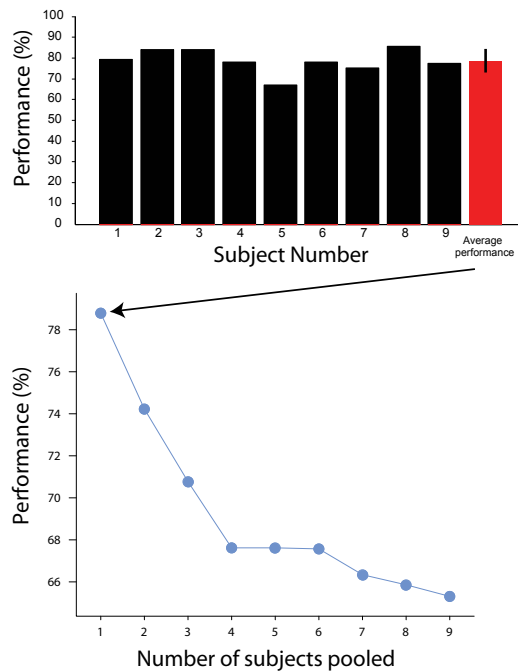 Performance (%)
100
90
80
70
60
50
40
30
20
10
0
1 2 3 4 5 6 7 8 9
Average
performance
Subject Number
Performance (%)
78
74
70
68
66
1 2 3 4 5 6 7 8 9
Number of subjects pooled